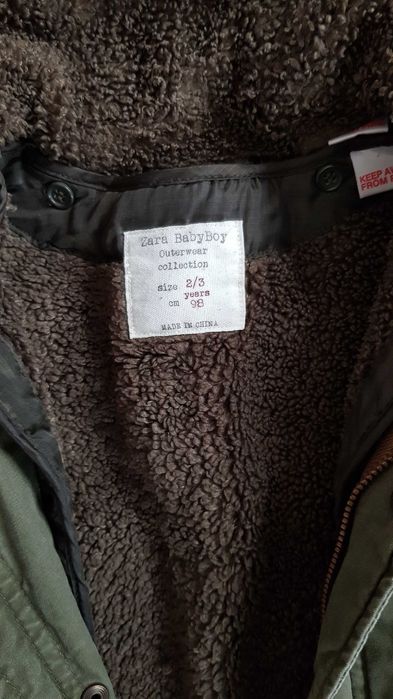 Zara BabyBoy
Outerwear
collection
size 2/3
years
cm 98
MADE IN CHINA
KEEP
FROM